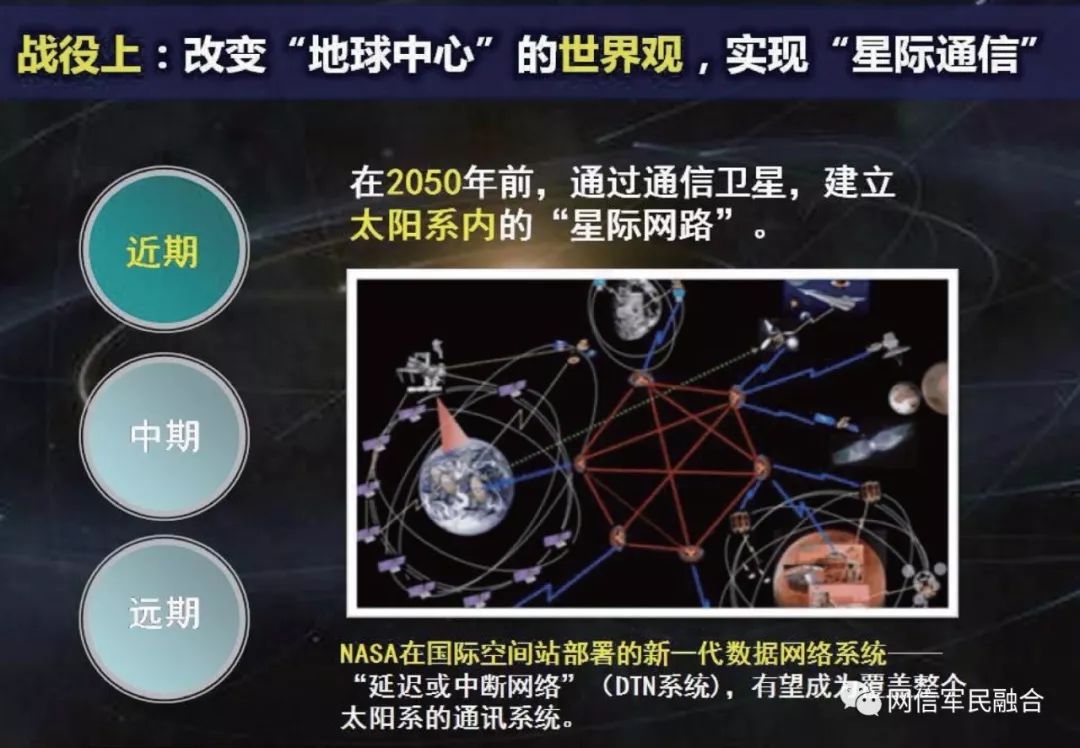 战役上：改变“地球中心”的世界观，实现“星际通信”
在2050年前，通过通信卫星，建立
太阳系内的“星际网路”。
近期
中期
远期
NASA在国际空间站部署的新一代数据网络系统——
“延迟或中断网络”（DTN系统)，有望成为覆盖整个
太阳系的通讯系统。
网信军民融合